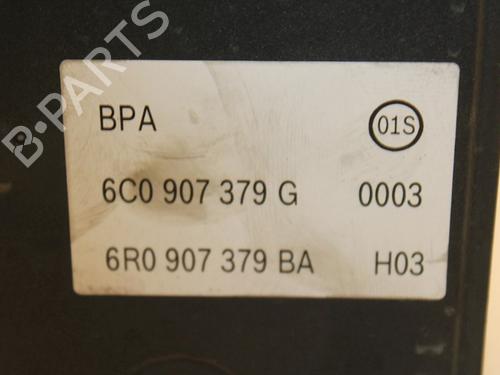 B-PARTS
BPA 01S
6C0 907 379 G 0003
6R0 907 379 BA H03